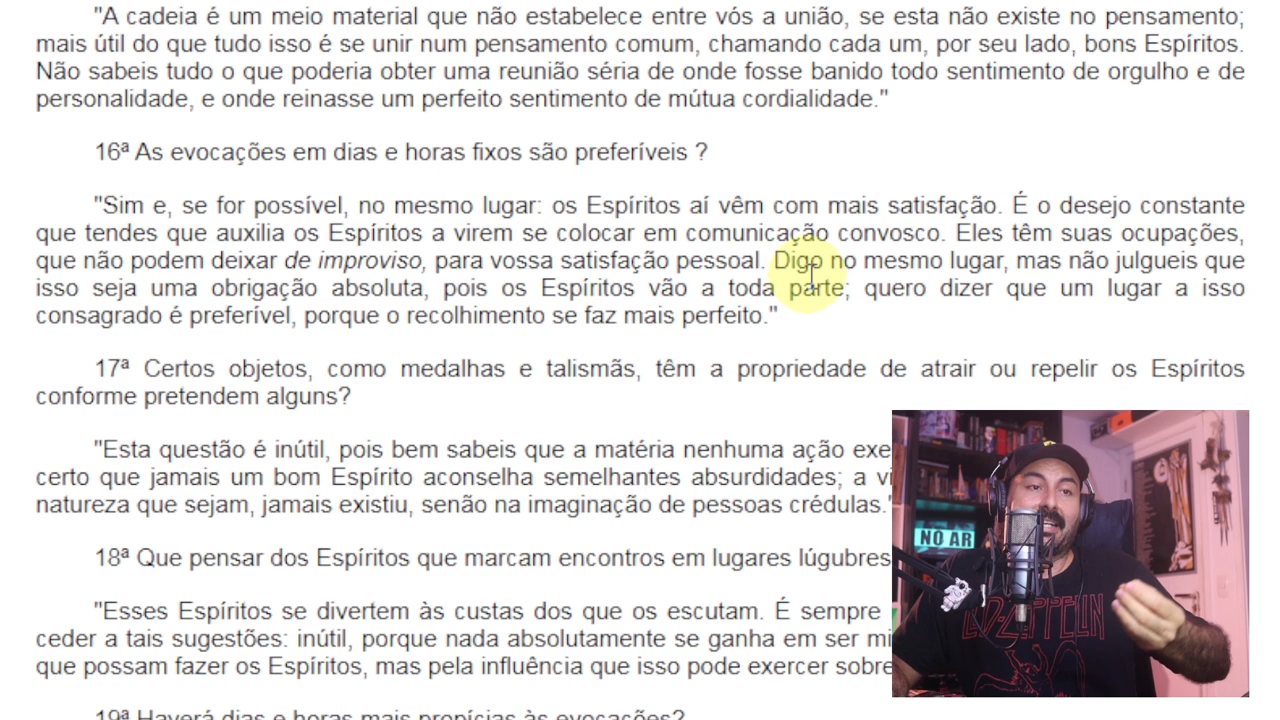 "A cadeia é um meio material que não estabelece entre vós a união, se esta não existe no pensamento;
mais útil do que tudo isso é se unir num pensamento comum, chamando cada um, por seu lado, bons Espíritos.
Não sabeis tudo o que poderia obter uma reunião séria de onde fosse banido todo sentimento de orgulho e de
personalidade, e onde reinasse um perfeito sentimento de mútua cordialidade."
16ª As evocações em dias e horas fixos são preferíveis ?
"Sim e, se for possível, no mesmo lugar: os Espíritos aí vêm com mais satisfação. É o desejo constante
que tendes que auxilia os Espíritos a virem se colocar em comunicação convosco. Eles têm suas ocupações,
que não podem deixar de improviso, para vossa satisfação pessoal. Digo no mesmo lugar, mas não julgueis que
isso seja uma obrigação absoluta, pois os Espíritos vão a toda parte; quero dizer que um lugar a isso
consagrado é preferível, porque o recolhimento se faz mais perfeito."
17ª Certos objetos, como medalhas e talismãs, têm a propriedade de atrair ou repelir os Espíritos
conforme pretendem alguns?
"Esta questão é inútil, pois bem sabeis que a matéria nenhuma ação
certo que jamais um bom Espírito aconselha semelhantes absurdidades; a
natureza que sejam, jamais existiu, senão na imaginação de pessoas crédulas."
18ª Que pensar dos Espíritos que marcam encontros em lugares lúgubres
"Esses Espíritos se divertem às custas dos que os escutam. É sempre
ceder a tais sugestões: inútil, porque nada absolutamente se ganha em ser
que possam fazer os Espíritos, mas pela influência que isso pode exercer sobre
19ª Haverá dias e horas mais propícias às evocações?
NO AR
LED-ZEPPELIN